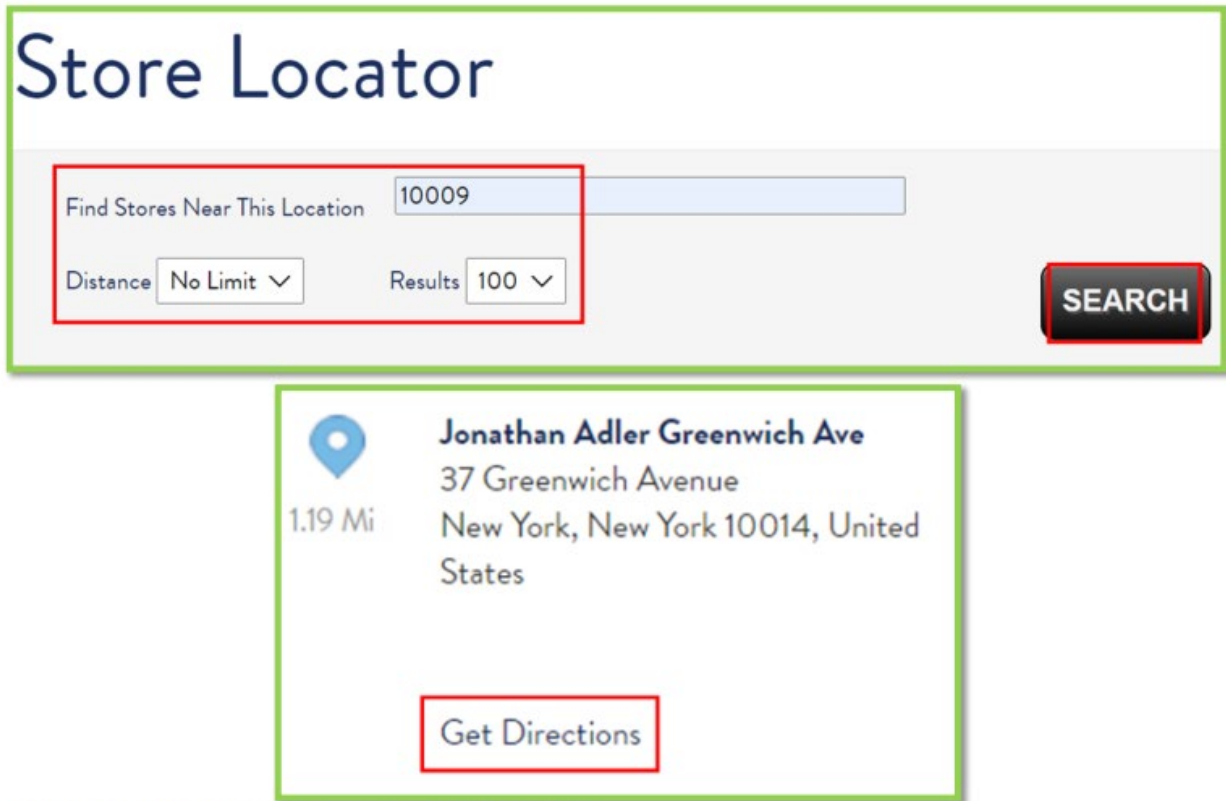 Store Locator
Find Stores Near This Location 10009
Distance No Limit Results 100
SEARCH
Jonathan Adler Greenwich Ave
37 Greenwich Avenue
1.19 Mi
New York, New York 10014, United
States
Get Directions